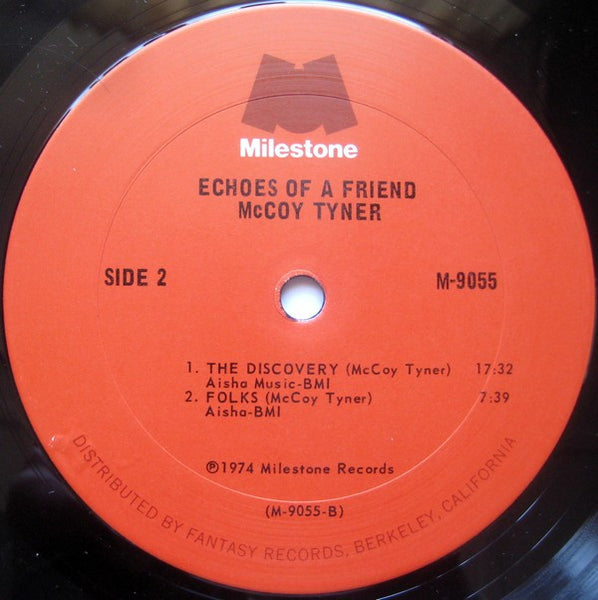 Milestone
ECHOES OF A FRIEND
McCOY TYNER
SIDE 2
M-9055
1. THE DISCOVERY (McCoy Tyner) 17:32
Aisha Music-BMI
2. FOLKS (McCoy Tyner) 7:39
Aisha-BMI
℗1974 Milestone Records
(M-9055-B)
DISTRIBUTED BY FANTASY RECORDS, BERKELEY, CALIFORNIA